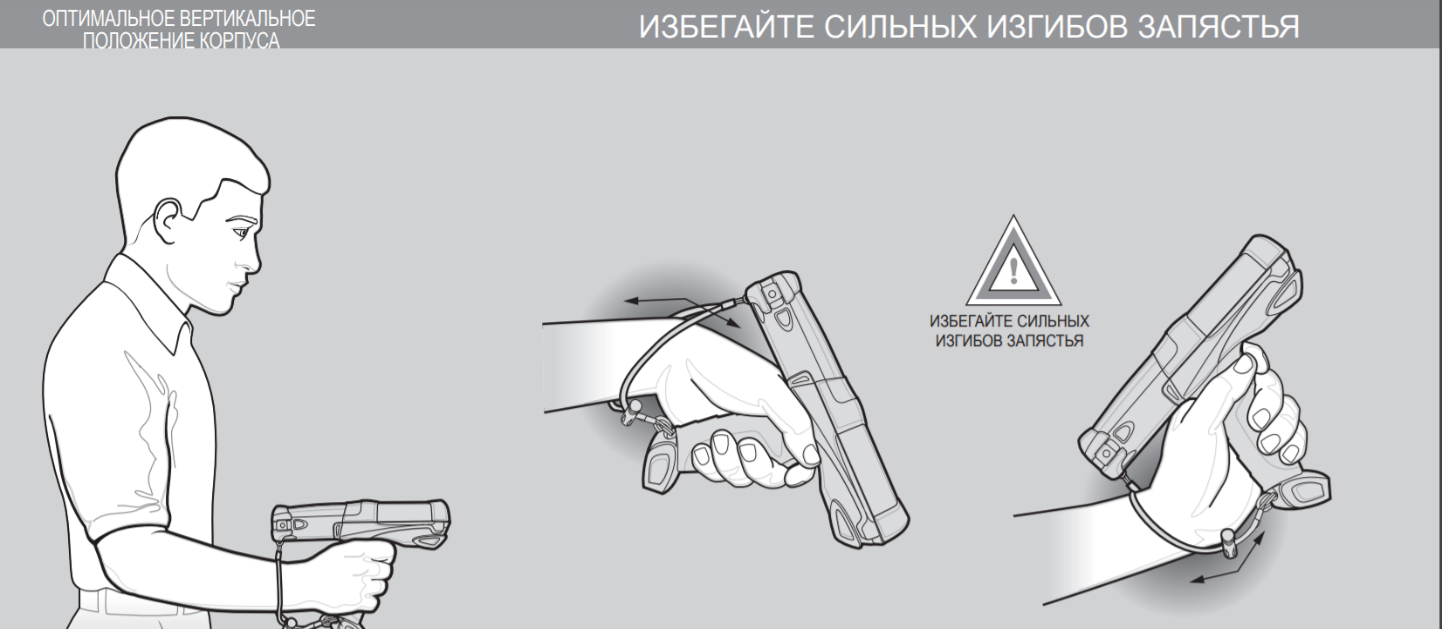 ОПТИМАЛЬНОЕ ВЕРТИКАЛЬНОЕ
ПОЛОЖЕНИЕ КОРПУСА
ИЗБЕГАЙТЕ СИЛЬНЫХ ИЗГИБОВ ЗАПЯСТЬЯ
ИЗБЕГАЙТЕ СИЛЬНЫХ
ИЗГИБОВ ЗАПЯСТЬЯ